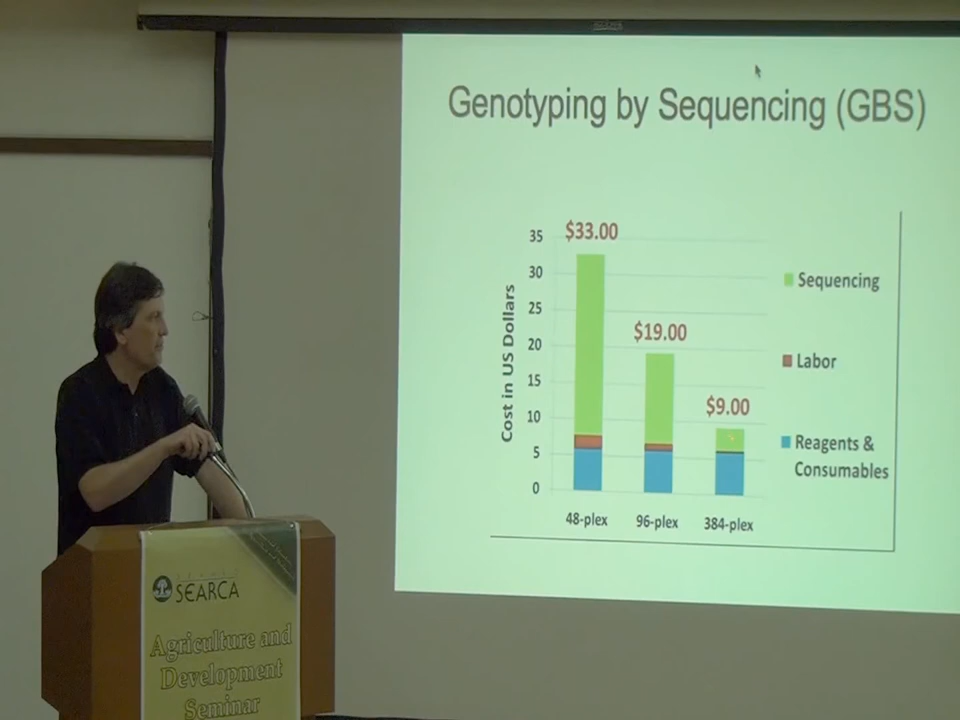 Genotyping by Sequencing (GBS)
Cost in US Dollars
35
30
25
20
15
10
5
0
$33.00
$19.00
$9.00
48-plex
96-plex
384-plex
Sequencing
Labor
Reagents &
Consumables
SEARCA
Agriculture and
Development
Seminar